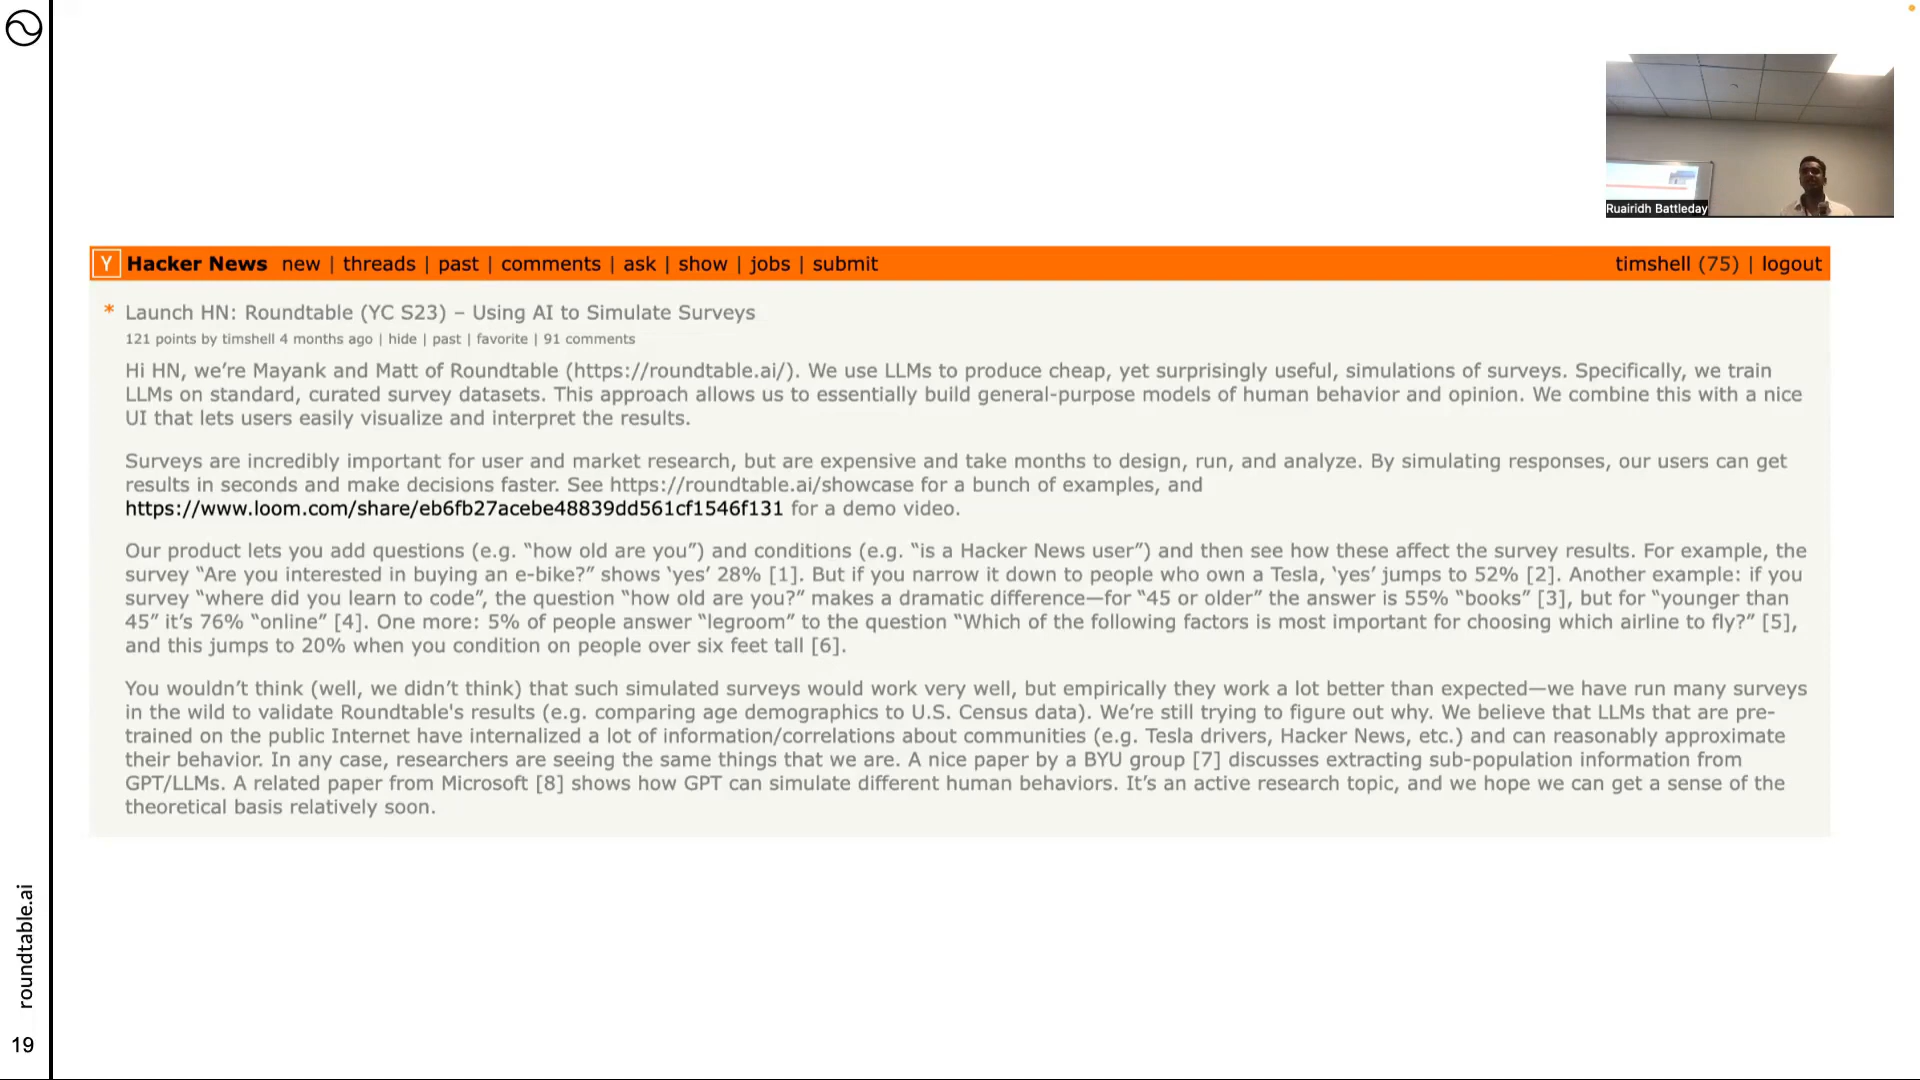 Ruairidh Battleday
Y Hacker News new | threads | past | comments | ask | show | jobs | submit timshell (75) | logout
* Launch HN: Roundtable (YC S23) – Using AI to Simulate Surveys
121 points by timshell 4 months ago | hide | past | favorite | 91 comments
Hi HN, we’re Mayank and Matt of Roundtable (https://roundtable.ai/). We use LLMs to produce cheap, yet surprisingly useful, simulations of surveys. Specifically, we train
LLMs on standard, curated survey datasets. This approach allows us to essentially build general-purpose models of human behavior and opinion. We combine this with a nice
UI that lets users easily visualize and interpret the results.
Surveys are incredibly important for user and market research, but are expensive and take months to design, run, and analyze. By simulating responses, our users can get
results in seconds and make decisions faster. See https://roundtable.ai/showcase for a bunch of examples, and
https://www.loom.com/share/eb6fb27acebe48839dd561cf1546f131 for a demo video.
Our product lets you add questions (e.g. “how old are you”) and conditions (e.g. “is a Hacker News user”) and then see how these affect the survey results. For example, the
survey “Are you interested in buying an e-bike?” shows ‘yes’ 28% [1]. But if you narrow it down to people who own a Tesla, ‘yes’ jumps to 52% [2]. Another example: if you
survey “where did you learn to code”, the question “how old are you?” makes a dramatic difference—for “45 or older” the answer is 55% “books” [3], but for “younger than
45” it’s 76% “online” [4]. One more: 5% of people answer “legroom” to the question “Which of the following factors is most important for choosing which airline to fly?” [5],
and this jumps to 20% when you condition on people over six feet tall [6].
You wouldn’t think (well, we didn’t think) that such simulated surveys would work very well, but empirically they work a lot better than expected—we have run many surveys
in the wild to validate Roundtable's results (e.g. comparing age demographics to U.S. Census data). We’re still trying to figure out why. We believe that LLMs that are pre-
trained on the public Internet have internalized a lot of information/correlations about communities (e.g. Tesla drivers, Hacker News, etc.) and can reasonably approximate
their behavior. In any case, researchers are seeing the same things that we are. A nice paper by a BYU group [7] discusses extracting sub-population information from
GPT/LLMs. A related paper from Microsoft [8] shows how GPT can simulate different human behaviors. It’s an active research topic, and we hope we can get a sense of the
theoretical basis relatively soon.
roundtable.ai
19